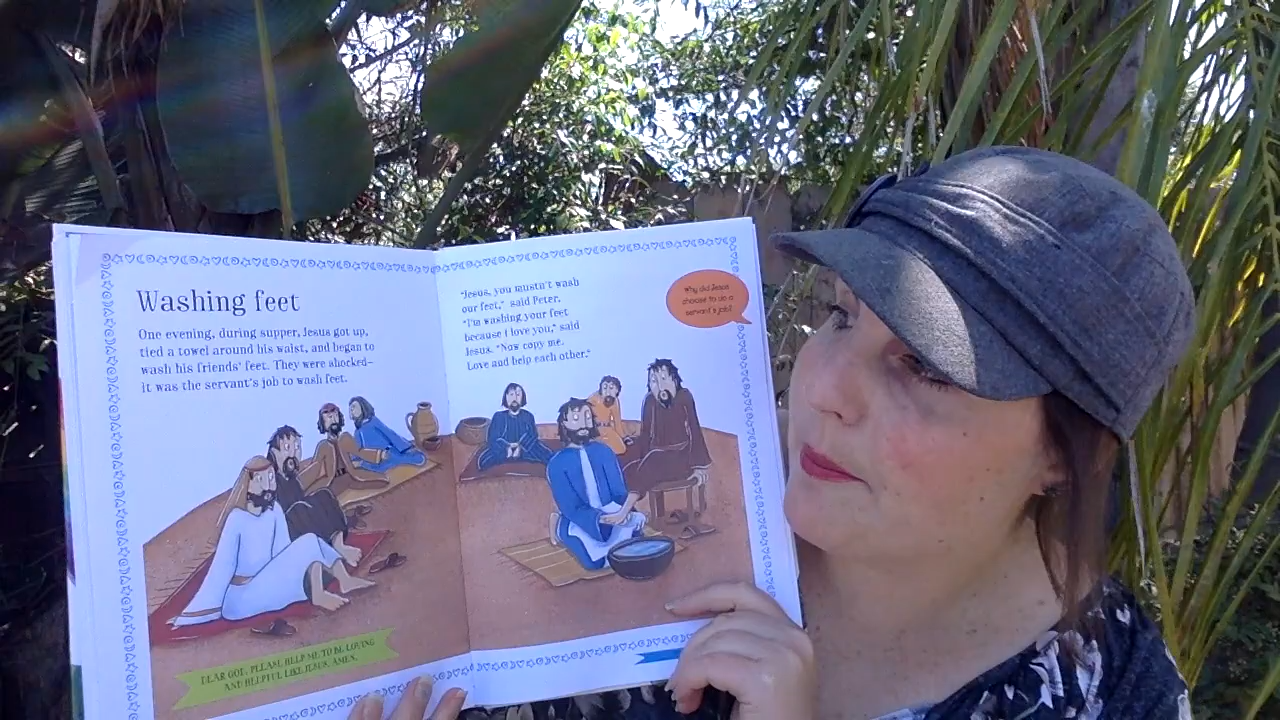 Washing feet
One evening, during supper, Jesus got up,
tied a towel around his waist, and began to
wash his friends' feet. They were shocked—
it was the servant's job to wash feet.
DEAR GOD, PLEASE HELP ME TO BE LOVING
AND HELPFUL LIKE JESUS. AMEN.
"Jesus, you mustn't wash
our feet," said Peter.
"I'm washing your feet
because I love you," said
Jesus. "Now copy me.
Love and help each other."
Why did Jesus
choose to do a
servant's job?